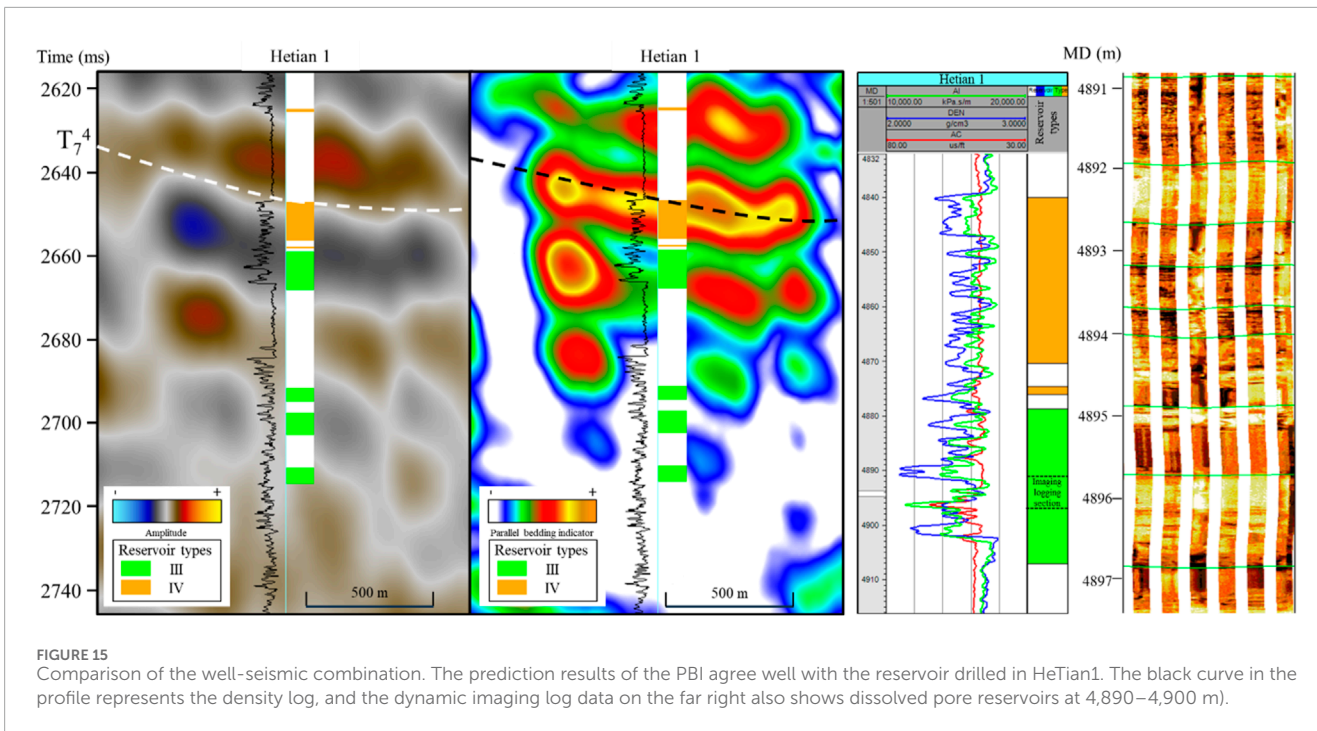 Time (ms)
Hetian 1
Hetian 1
MD (m)
2620
T₇⁴
2640
2660
2680
2700
2720
2740
- +
Amplitude
Reservoir types
III
IV
500 m
- +
Parallel bedding indicator
Reservoir types
III
IV
500 m
Hetian 1
MD
1:501
AI
10,000.00 kPa.s/m 20,000.00
DEN
2.0000 g/cm3 3.0000
AC
80.00 us/ft 30.00
Reservoir types
4832
4840
4850
4860
4870
4880
4890
4900
4910
Imaging
logging
section
4891
4892
4893
4894
4895
4896
4897
FIGURE 15
Comparison of the well-seismic combination. The prediction results of the PBI agree well with the reservoir drilled in HeTian1. The black curve in the
profile represents the density log, and the dynamic imaging log data on the far right also shows dissolved pore reservoirs at 4,890–4,900 m).